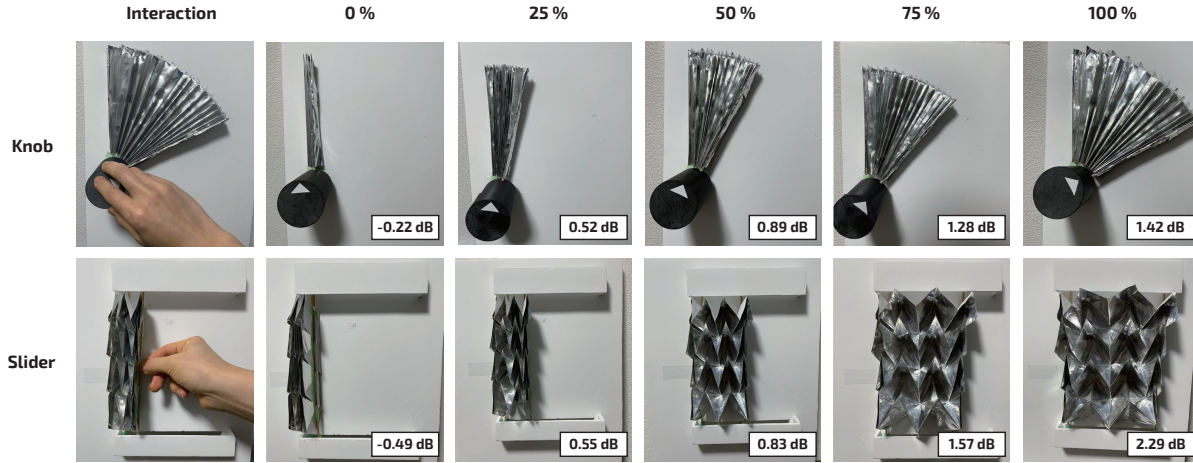 Interaction 0 % 25 % 50 % 75 % 100 %
Knob
-0.22 dB 0.52 dB 0.89 dB 1.28 dB 1.42 dB
Slider
-0.49 dB 0.55 dB 0.83 dB 1.57 dB 2.29 dB